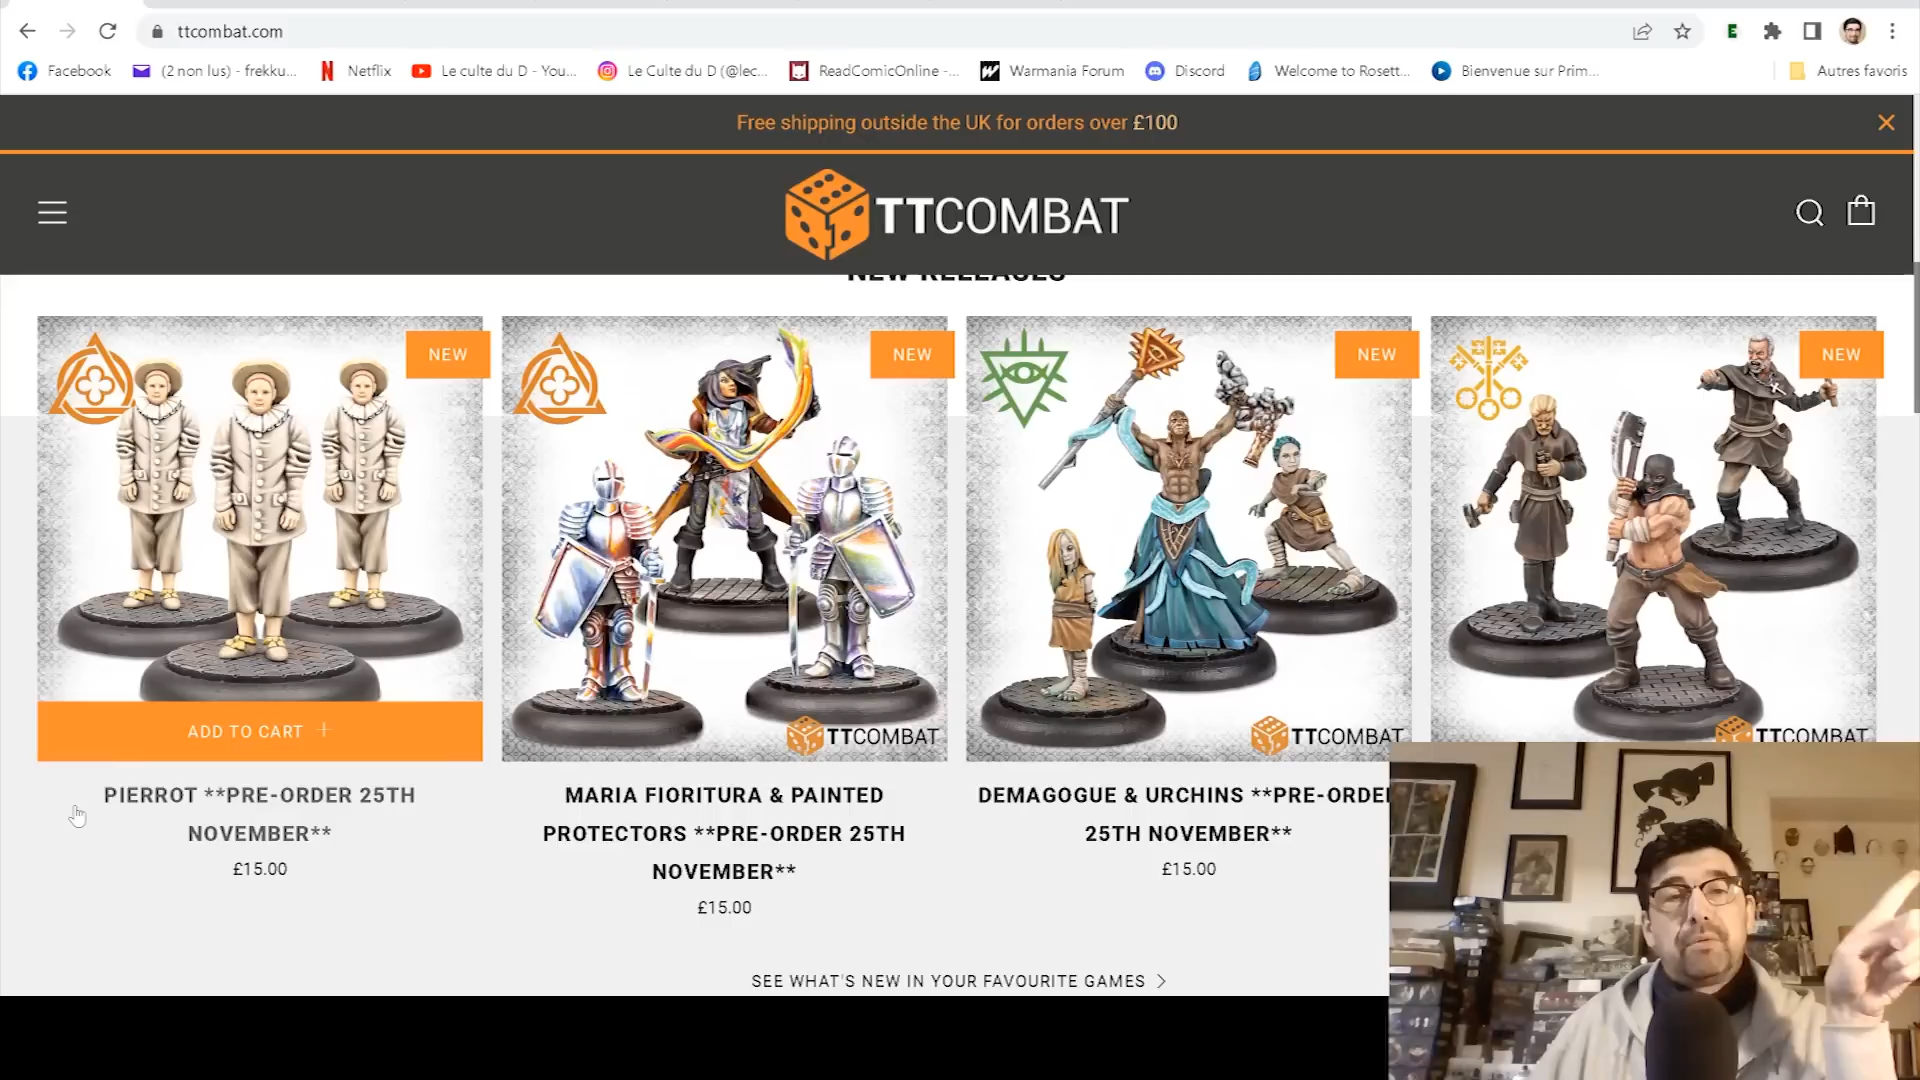 ttcombat.com
Facebook
(2 non lus) - frekku...
Netflix
Le culte du D - You...
Le Culte du D (@lec...
ReadComicOnline -...
Warmania Forum
Discord
Welcome to Rosett...
Bienvenue sur Prim...
Autres favoris
Free shipping outside the UK for orders over £100
TTCOMBAT
NEW RELEASES
NEW
NEW
NEW
NEW
TTCOMBAT
TTCOMBAT
TTCOMBAT
ADD TO CART +
PIERROT **PRE-ORDER 25TH
NOVEMBER**
£15.00
MARIA FIORITURA & PAINTED
PROTECTORS **PRE-ORDER 25TH
NOVEMBER**
£15.00
DEMAGOGUE & URCHINS **PRE-ORDE
25TH NOVEMBER**
£15.00
SEE WHAT'S NEW IN YOUR FAVOURITE GAMES >